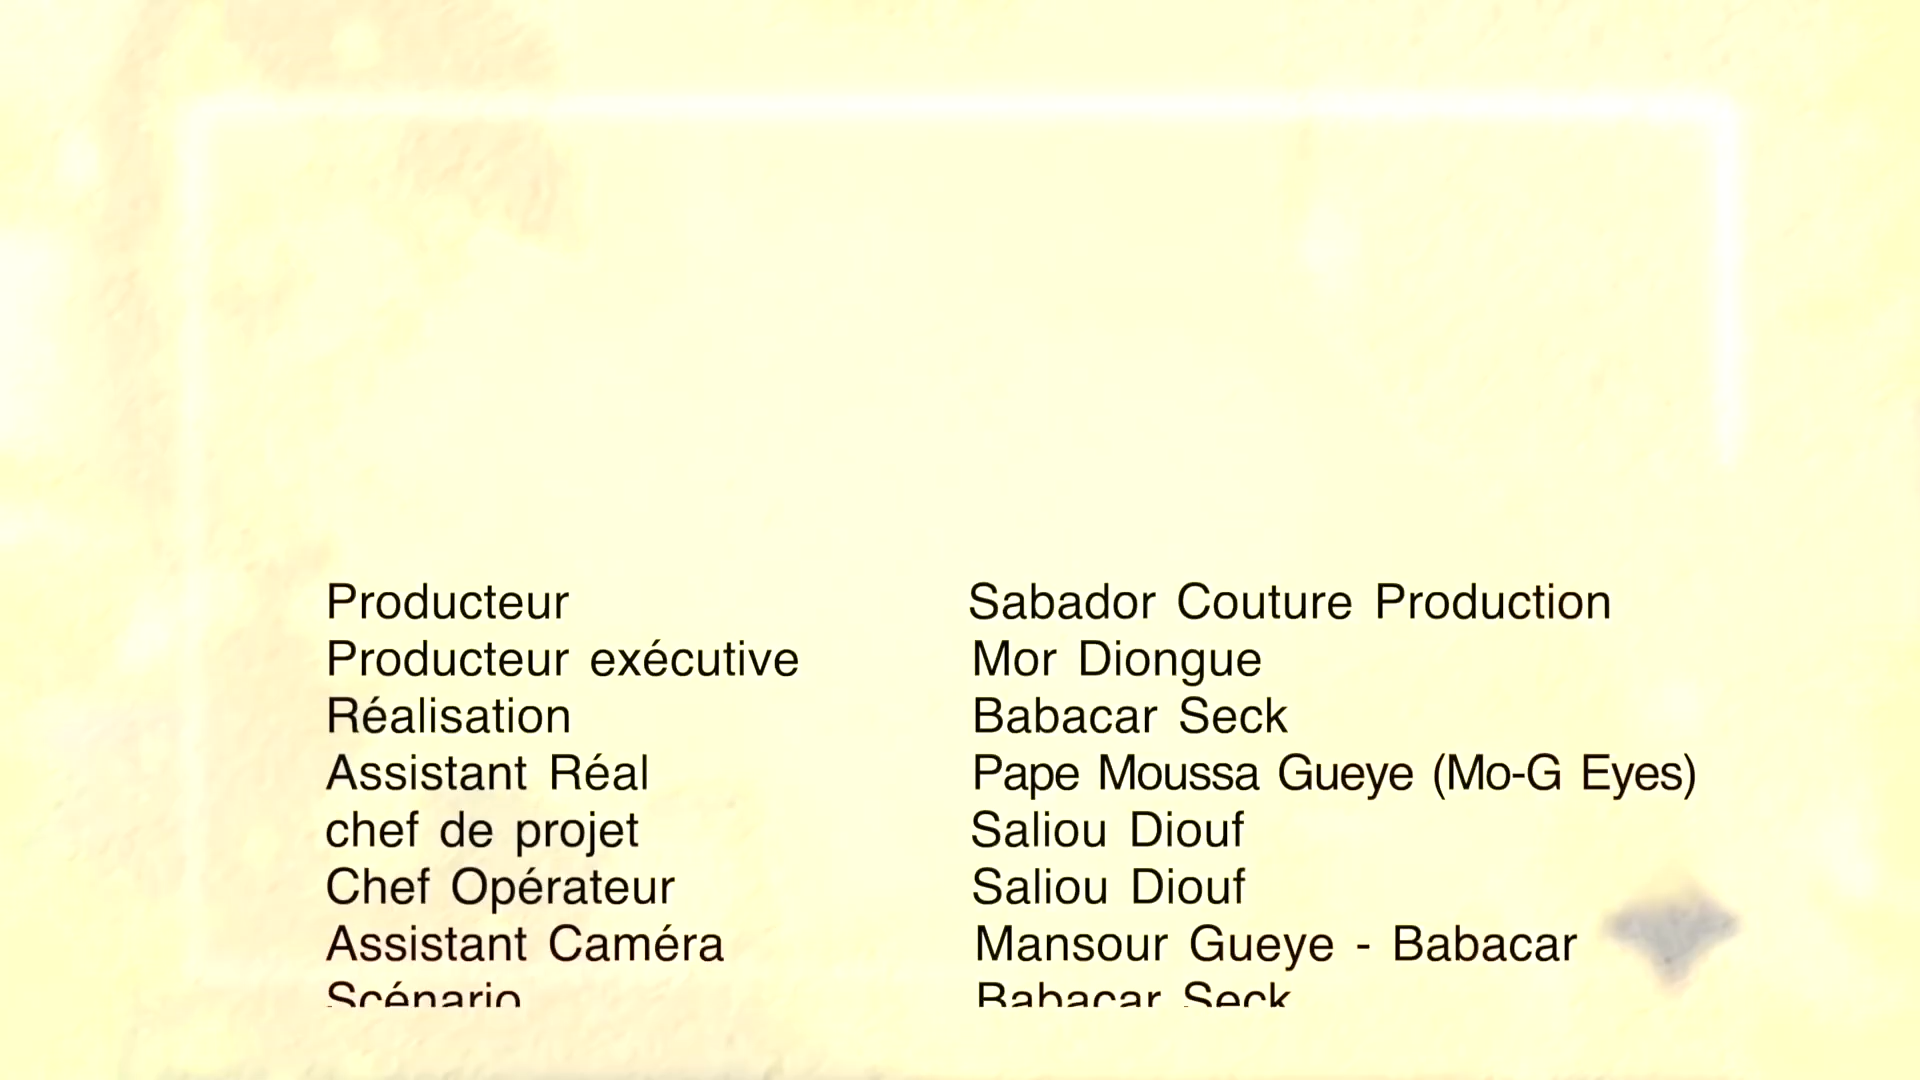 Producteur Sabador Couture Production
Producteur exécutive Mor Diongue
Réalisation Babacar Seck
Assistant Réal Pape Moussa Gueye (Mo-G Eyes)
chef de projet Saliou Diouf
Chef Opérateur Saliou Diouf
Assistant Caméra Mansour Gueye - Babacar
Scénario Babacar Seck